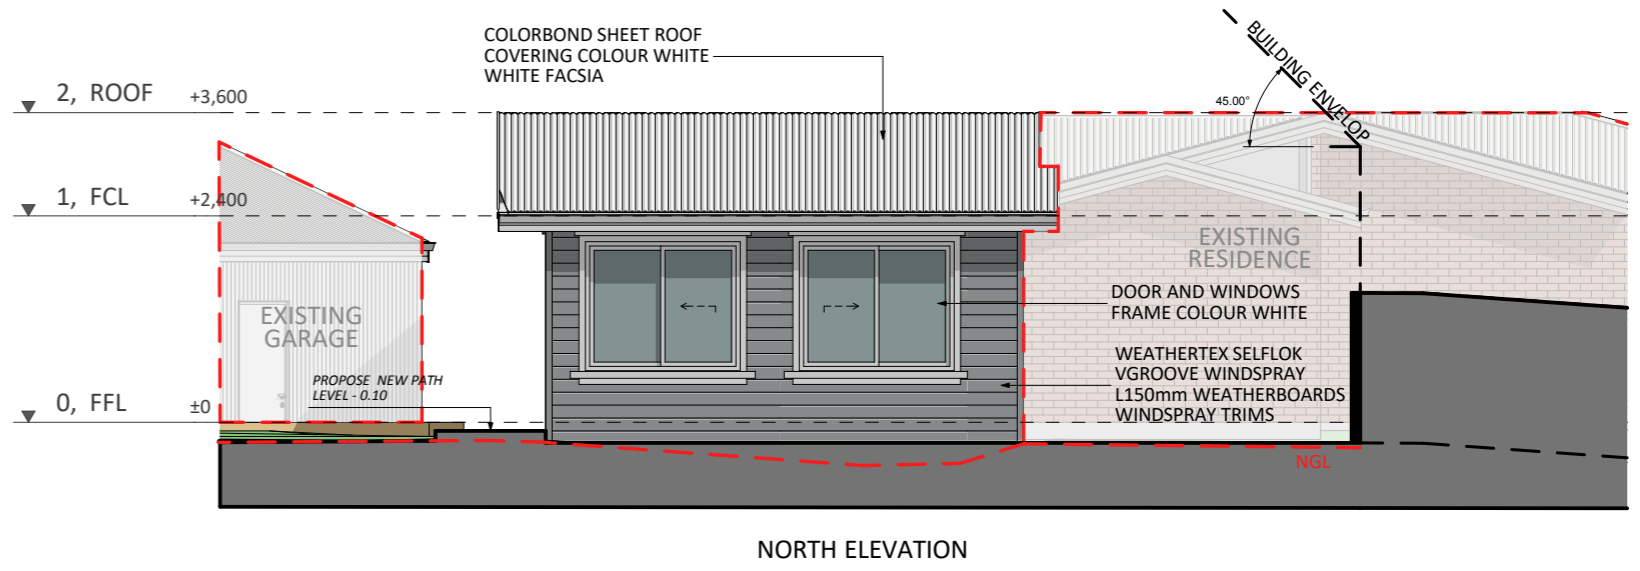 COLORBOND SHEET ROOF
COVERING COLOUR WHITE
WHITE FACSIA
BUILDING ENVELOP
45.00°
2, ROOF +3,600
1, FCL +2,400
EXISTING
RESIDENCE
DOOR AND WINDOWS
FRAME COLOUR WHITE
EXISTING
GARAGE
WEATHERTEX SELFLOK
VGROOVE WINDSPRAY
L150mm WEATHERBOARDS
WINDSPRAY TRIMS
PROPOSE NEW PATH
LEVEL - 0.10
0, FFL ±0
NGL
NORTH ELEVATION